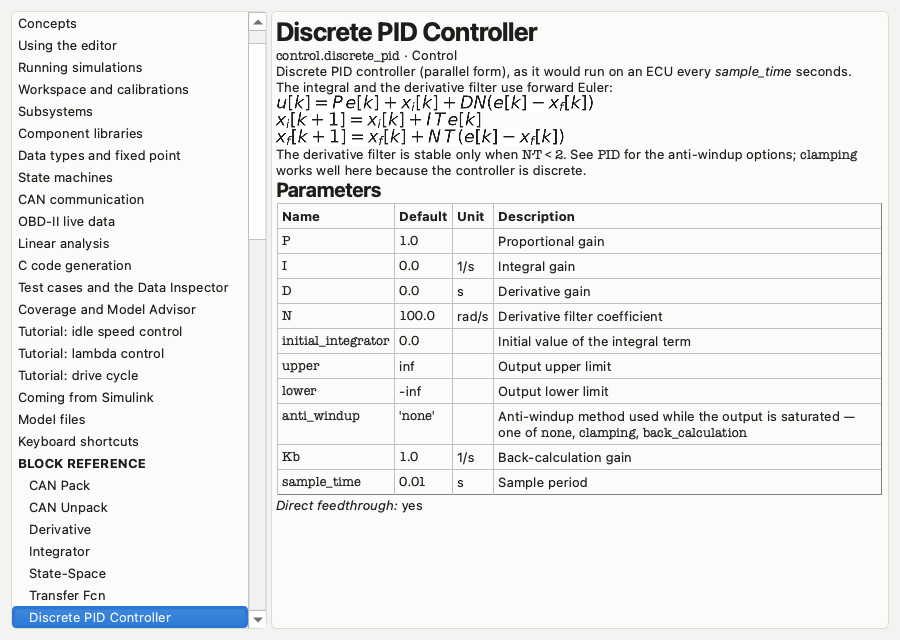 Concepts
Using the editor
Running simulations
Workspace and calibrations
Subsystems
Component libraries
Data types and fixed point
State machines
CAN communication
OBD-II live data
Linear analysis
C code generation
Test cases and the Data Inspector
Coverage and Model Advisor
Tutorial: idle speed control
Tutorial: lambda control
Tutorial: drive cycle
Coming from Simulink
Model files
Keyboard shortcuts
BLOCK REFERENCE
CAN Pack
CAN Unpack
Derivative
Integrator
State-Space
Transfer Fcn
Discrete PID Controller
Discrete PID Controller
control.discrete_pid · Control
Discrete PID controller (parallel form), as it would run on an ECU every sample_time seconds.
The integral and the derivative filter use forward Euler:
u[k] = P e[k] + x_i[k] + DN(e[k] − x_f[k])
x_i[k + 1] = x_i[k] + I T e[k]
x_f[k + 1] = x_f[k] + N T(e[k] − x_f[k])
The derivative filter is stable only when N·T < 2. See PID for the anti-windup options; clamping
works well here because the controller is discrete.
Parameters
Name Default Unit Description
P 1.0 Proportional gain
I 0.0 1/s Integral gain
D 0.0 s Derivative gain
N 100.0 rad/s Derivative filter coefficient
initial_integrator 0.0 Initial value of the integral term
upper inf Output upper limit
lower -inf Output lower limit
anti_windup 'none' Anti-windup method used while the output is saturated —
one of none, clamping, back_calculation
Kb 1.0 1/s Back-calculation gain
sample_time 0.01 s Sample period
Direct feedthrough: yes